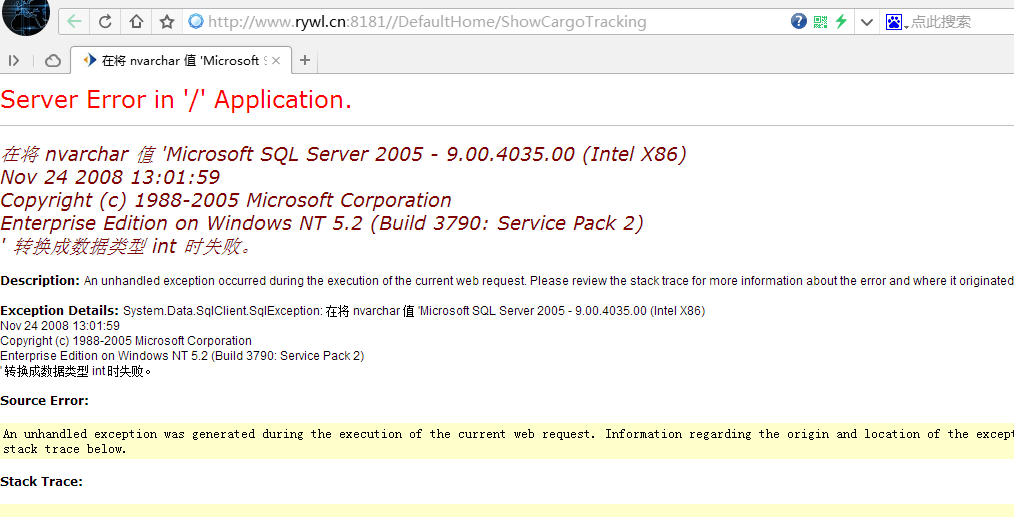 http://www.rywl.cn:8181//DefaultHome/ShowCargoTracking
点此搜索
在将 nvarchar 值 'Microsoft S
Server Error in '/' Application.
在将 nvarchar 值 'Microsoft SQL Server 2005 - 9.00.4035.00 (Intel X86)
Nov 24 2008 13:01:59
Copyright (c) 1988-2005 Microsoft Corporation
Enterprise Edition on Windows NT 5.2 (Build 3790: Service Pack 2)
' 转换成数据类型 int 时失败。
Description: An unhandled exception occurred during the execution of the current web request. Please review the stack trace for more information about the error and where it originated
Exception Details: System.Data.SqlClient.SqlException: 在将 nvarchar 值 'Microsoft SQL Server 2005 - 9.00.4035.00 (Intel X86)
Nov 24 2008 13:01:59
Copyright (c) 1988-2005 Microsoft Corporation
Enterprise Edition on Windows NT 5.2 (Build 3790: Service Pack 2)
' 转换成数据类型 int 时失败。
Source Error:
An unhandled exception was generated during the execution of the current web request. Information regarding the origin and location of the except
stack trace below.
Stack Trace: